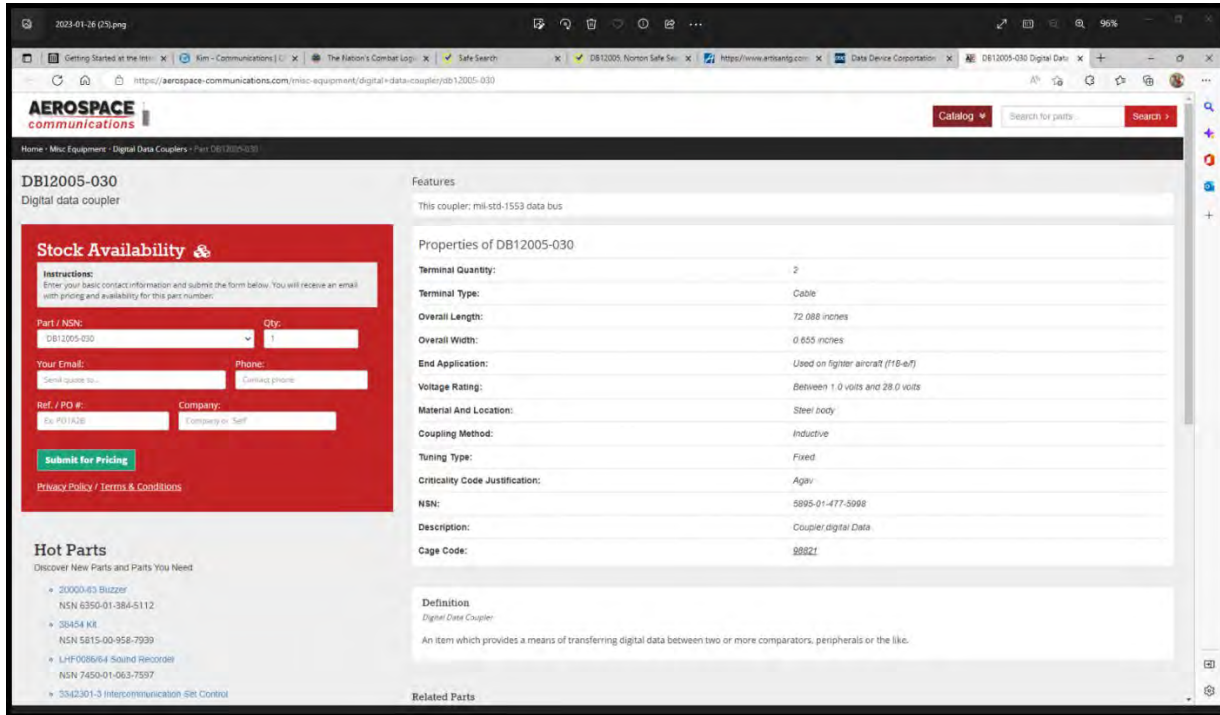 2023-01-26 (25).png
96%
Getting Started at the Inte
Kim - Communications | L
The Nation's Combat Logi
Safe Search
DB12005, Norton Safe Sea
https://www.artisantg.com
Data Device Corportation
DB12005-030 Digital Data
https://aerospace-communications.com/misc-equipment/digital+data-coupler/db12005-030
AEROSPACE
communications
Catalog
Search for parts
Search
Home - Misc Equipment - Digital Data Couplers - Part DB12005-030
DB12005-030
Digital data coupler
Stock Availability
Instructions:
Enter your basic contact information and submit the form below. You will receive an email
with pricing and availability for this part number.
Part / NSN:
Qty:
DB12005-030
1
Your Email:
Phone:
Send quote to...
Contact phone
Ref. / PO #:
Company:
Ex. PO1A2B
Company or 'Self'
Submit for Pricing
Privacy Policy / Terms & Conditions
Hot Parts
Discover New Parts and Parts You Need
20000-63 Buzzer
NSN 6350-01-384-5112
38454 Kit
NSN 5815-00-958-7939
LHF0086/64 Sound Recorder
NSN 7450-01-063-7597
3342301-3 Intercommunication Set Control
Features
This coupler: mil-std-1553 data bus
Properties of DB12005-030
Terminal Quantity: 2
Terminal Type: Cable
Overall Length: 72.088 inches
Overall Width: 0.655 inches
End Application: Used on fighter aircraft (f18-e/f)
Voltage Rating: Between 1.0 volts and 28.0 volts
Material And Location: Steel body
Coupling Method: Inductive
Tuning Type: Fixed
Criticality Code Justification: Agav
NSN: 5895-01-477-5998
Description: Coupler,digital Data
Cage Code: 98821
Definition
Digital Data Coupler
An item which provides a means of transferring digital data between two or more comparators, peripherals or the like.
Related Parts